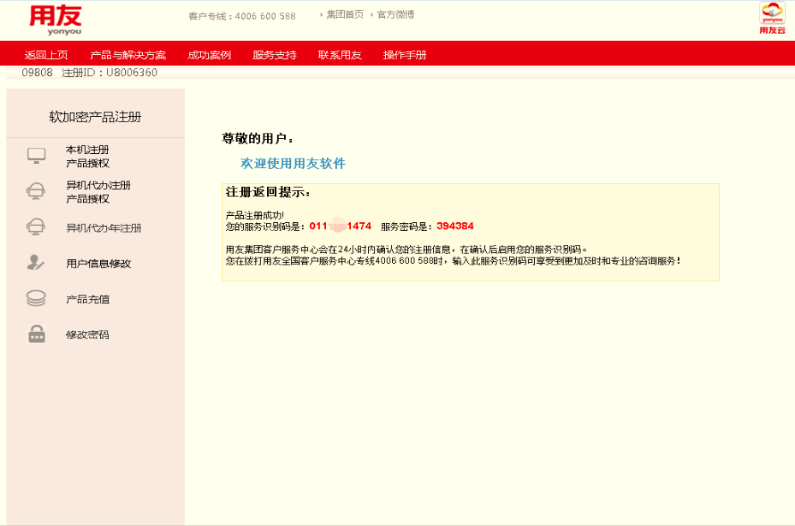 用友
yonyou
客户专线：4006 600 588
集团首页
官方微博
yonyou
用友云
返回上页 产品与解决方案 成功案例 服务支持 联系用友 操作手册
09808 注册ID：U8006360
软加密产品注册
本机注册
产品授权
异机代办注册
产品授权
异机代办年注册
用户信息修改
产品充值
修改密码
尊敬的用户：
欢迎使用用友软件
注册返回提示：
产品注册成功!
您的服务识别码是：011 1474 服务密码是：394384
用友集团客户服务中心会在24小时内确认您的注册信息，在确认后启用您的服务识别码。
您在拨打用友全国客户服务中心专线4006 600 588时，输入此服务识别码可享受到更加及时和专业的咨询服务！